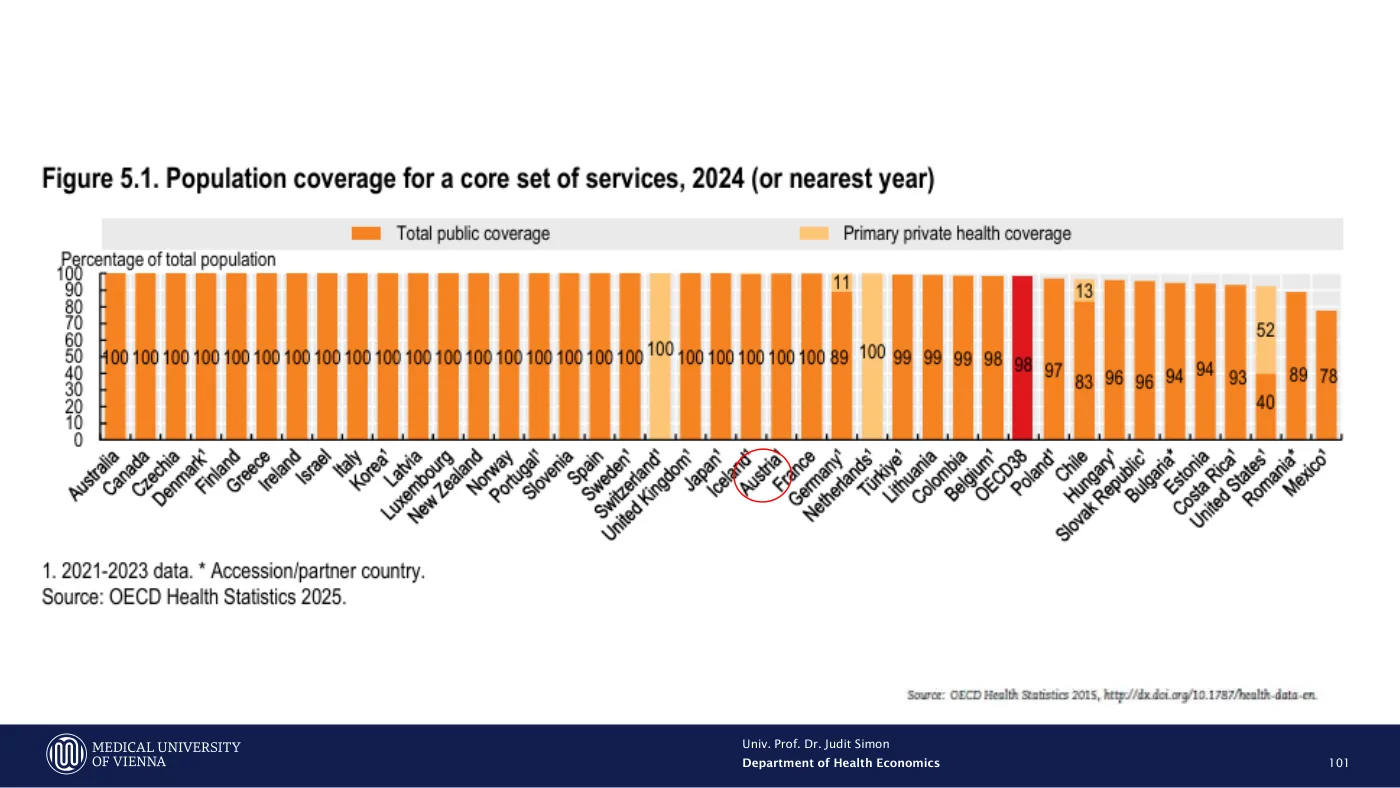 Figure 5.1. Population coverage for a core set of services, 2024 (or nearest year)
Total public coverage
Primary private health coverage
Percentage of total population
100
90
80
70
60
50
40
30
20
10
0
100 100 100 100 100 100 100 100 100 100 100 100 100 100 100 100 100 100 100 100 100 100 100 100 11 89 100 99 99 99 98 98 97 13 83 96 96 94 94 93 52 40 89 78
Australia
Canada
Czechia
Denmark¹
Finland
Greece
Ireland
Israel
Italy
Korea¹
Latvia
Luxembourg
New Zealand
Norway
Portugal¹
Slovenia
Spain
Sweden¹
Switzerland¹
United Kingdom¹
Japan¹
Iceland¹
Austria¹
France
Germany¹
Netherlands¹
Türkiye¹
Lithuania
Colombia
Belgium¹
OECD38
Poland¹
Chile
Hungary¹
Slovak Republic¹
Bulgaria*
Estonia
Costa Rica¹
United States¹
Romania*
Mexico¹
1. 2021-2023 data. * Accession/partner country.
Source: OECD Health Statistics 2025.
Source: OECD Health Statistics 2015, http://dx.doi.org/10.1787/health-data-en.
MEDICAL UNIVERSITY
OF VIENNA
Univ. Prof. Dr. Judit Simon
Department of Health Economics
101